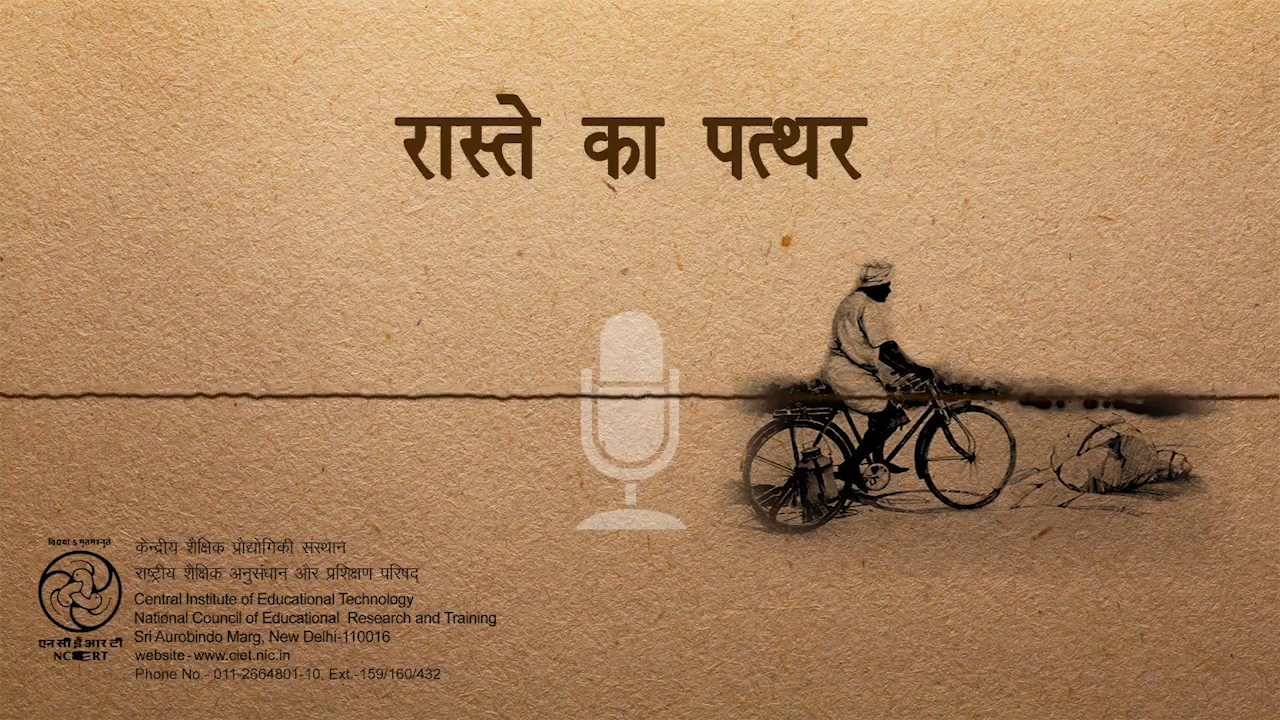 रास्ते का पत्थर
विद्यया ऽ मृतमश्नुते
एन सी ई आर टी
NCERT
केन्द्रीय शैक्षिक प्रौद्योगिकी संस्थान
राष्ट्रीय शैक्षिक अनुसंधान और प्रशिक्षण परिषद्
Central Institute of Educational Technology
National Council of Educational Research and Training
Sri Aurobindo Marg, New Delhi-110016
website - www.ciet.nic.in
Phone No.- 011-2664801-10, Ext.-159/160/432